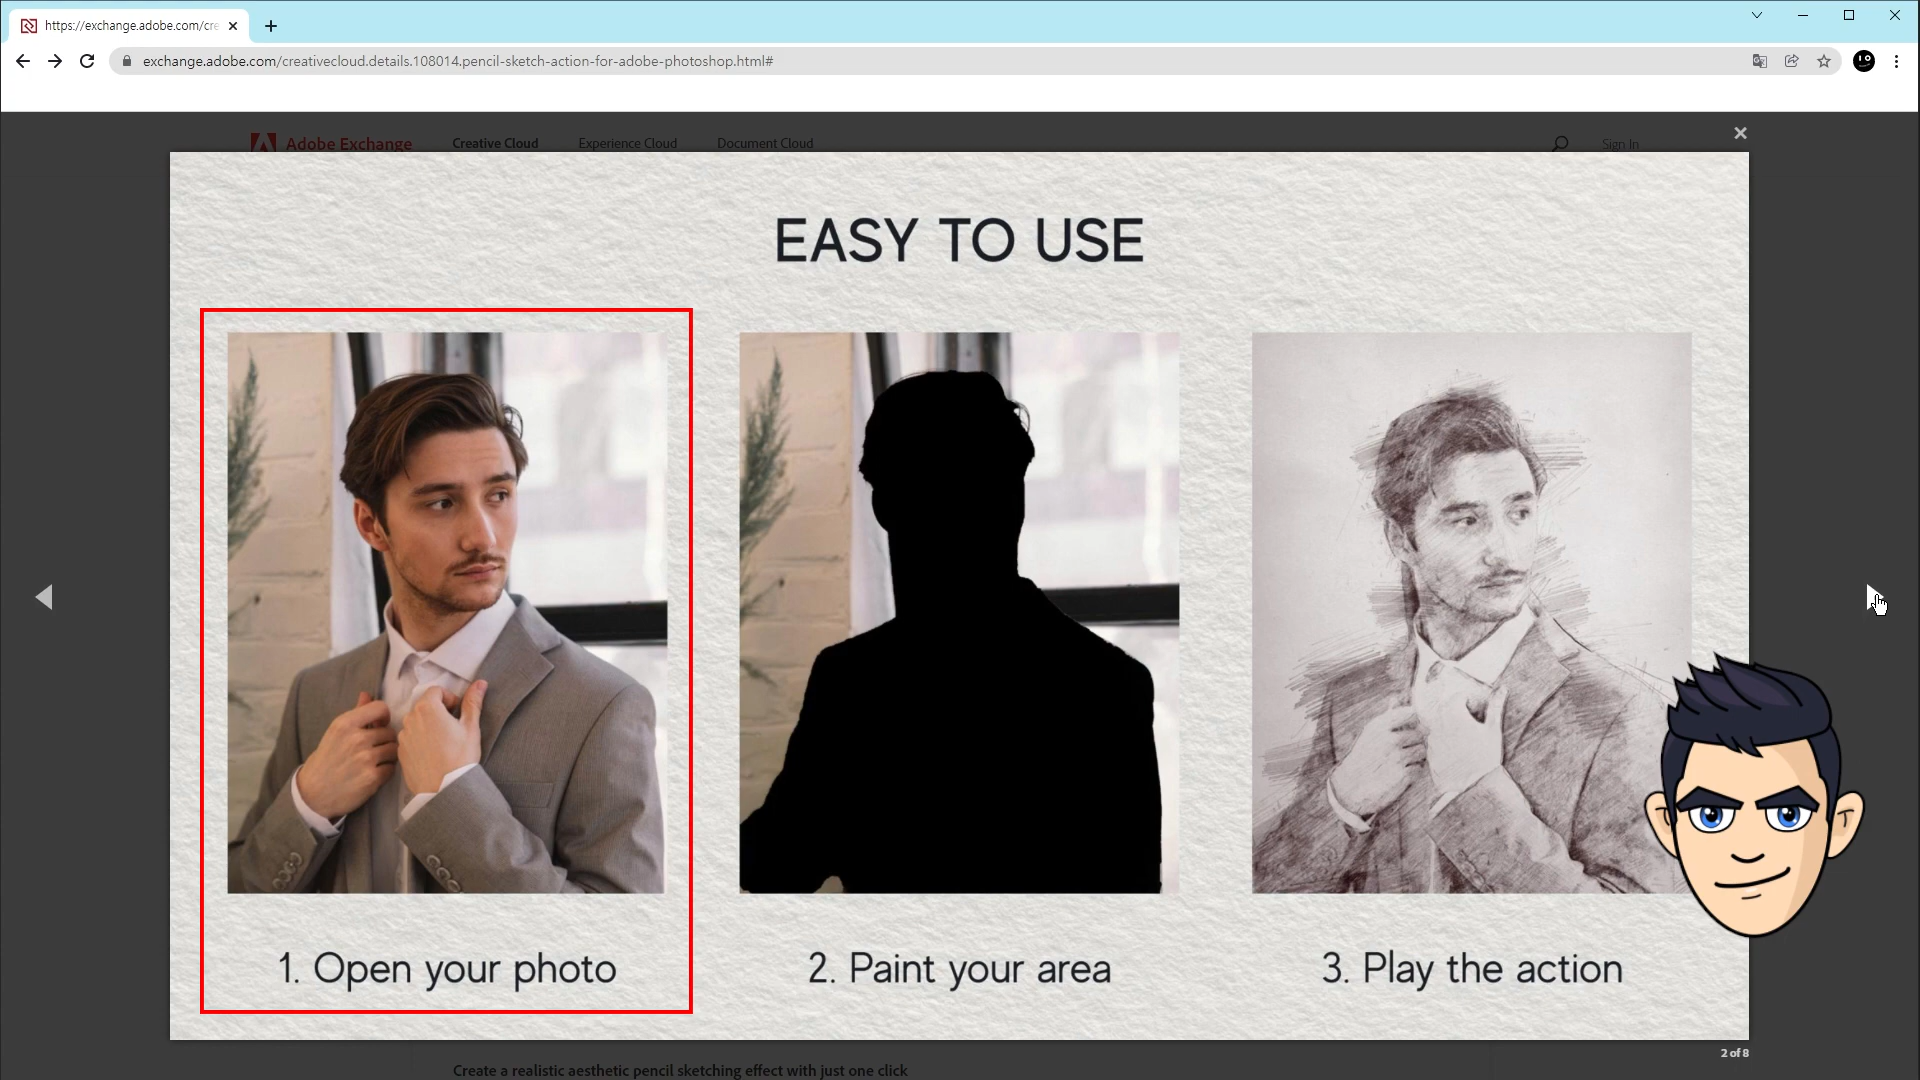 https://exchange.adobe.com/cre
exchange.adobe.com/creativecloud.details.108014.pencil-sketch-action-for-adobe-photoshop.html#
Adobe Exchange Creative Cloud Experience Cloud Document Cloud Sign In
EASY TO USE
1. Open your photo 2. Paint your area 3. Play the action
2 of 8
Create a realistic aesthetic pencil sketching effect with just one click